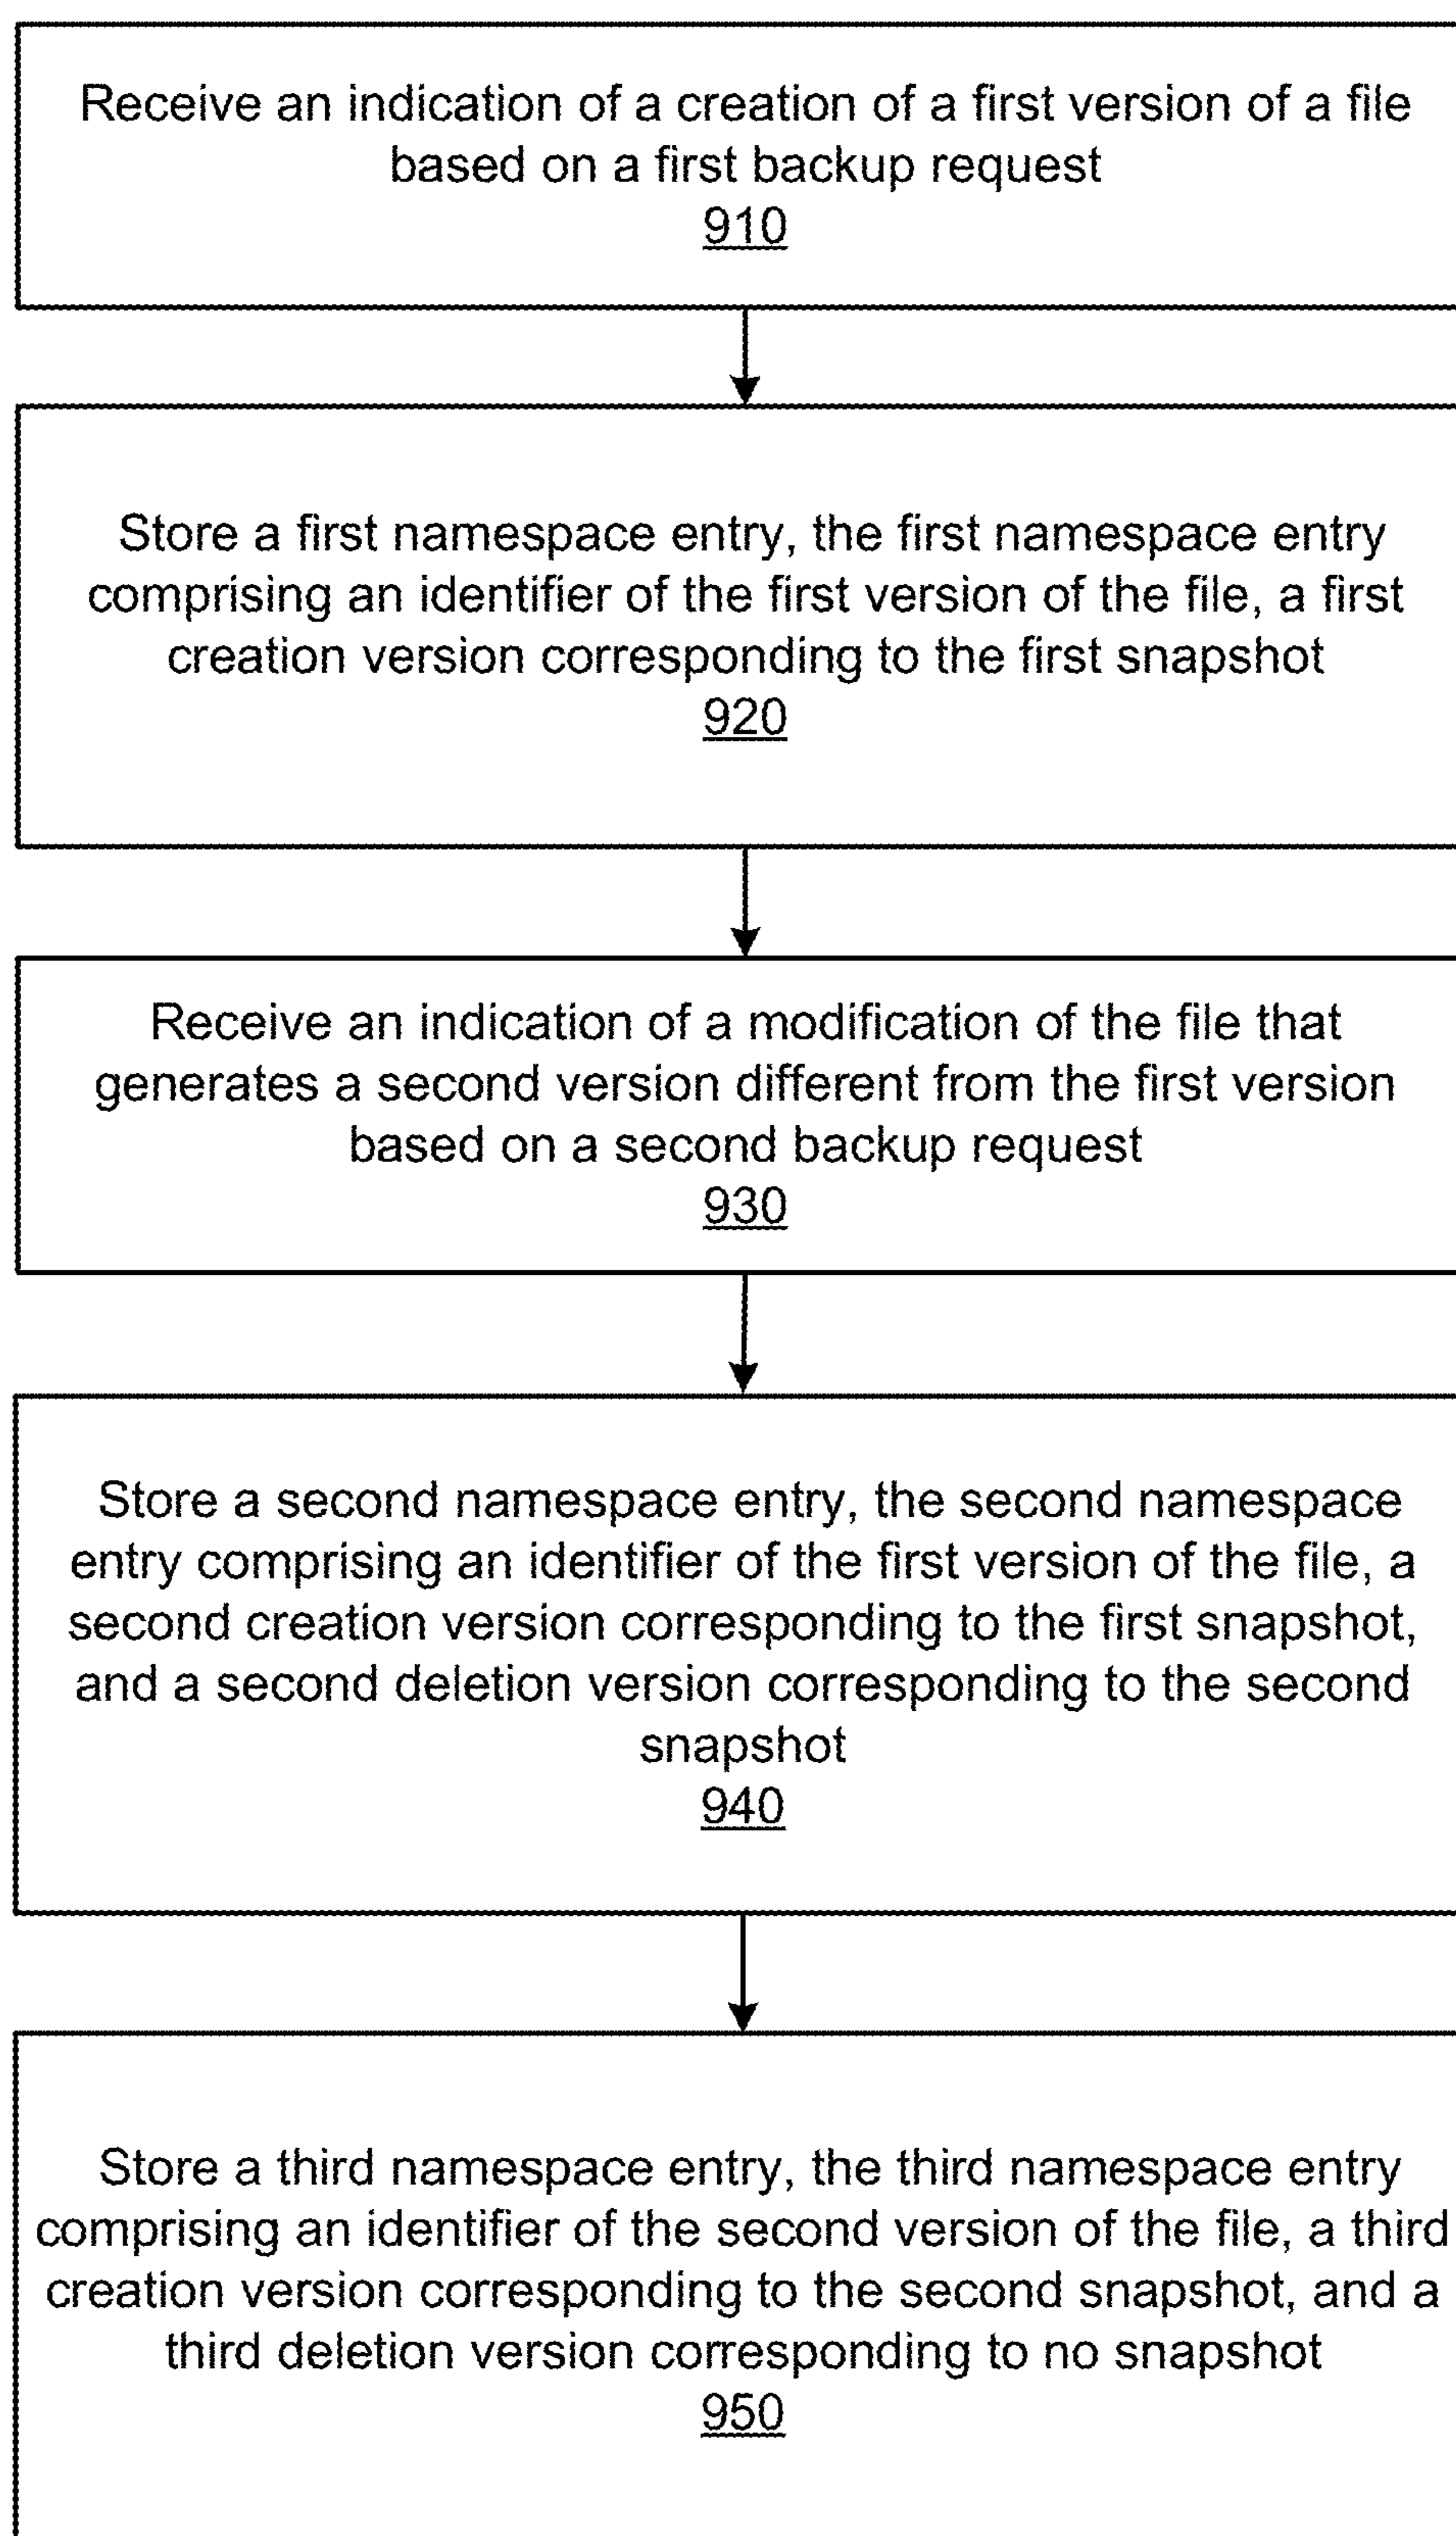 Receive an indication of a creation of a first version of a file
based on a first backup request
910
Store a first namespace entry, the first namespace entry
comprising an identifier of the first version of the file, a first
creation version corresponding to the first snapshot
920
Receive an indication of a modification of the file that
generates a second version different from the first version
based on a second backup request
930
Store a second namespace entry, the second namespace
entry comprising an identifier of the first version of the file, a
second creation version corresponding to the first snapshot,
and a second deletion version corresponding to the second
snapshot
940
Store a third namespace entry, the third namespace entry
comprising an identifier of the second version of the file, a third
creation version corresponding to the second snapshot, and a
third deletion version corresponding to no snapshot
950